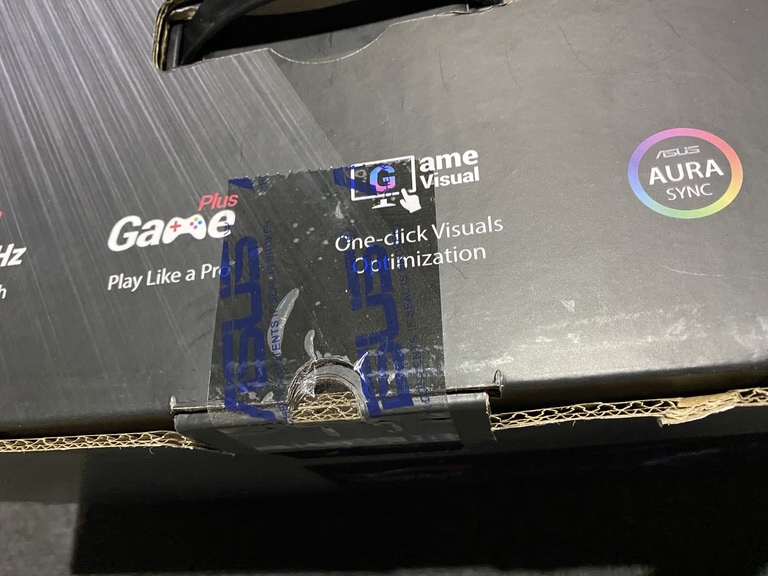 Hz
Plus
Game
Play Like a Pro
Game
Visual
One-click Visuals
Optimization
ASUS
AURA
SYNC
ASUS
ASUS